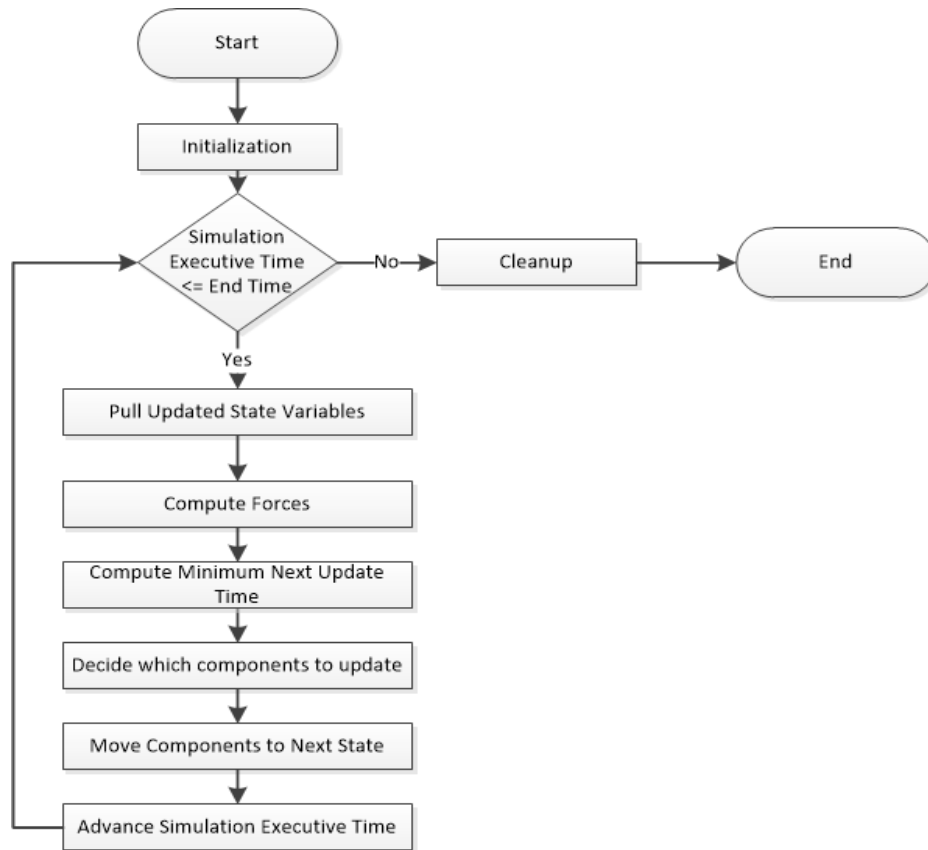 Start
Initialization
Simulation
Executive Time
<= End Time
No
Cleanup
End
Yes
Pull Updated State Variables
Compute Forces
Compute Minimum Next Update
Time
Decide which components to update
Move Components to Next State
Advance Simulation Executive Time